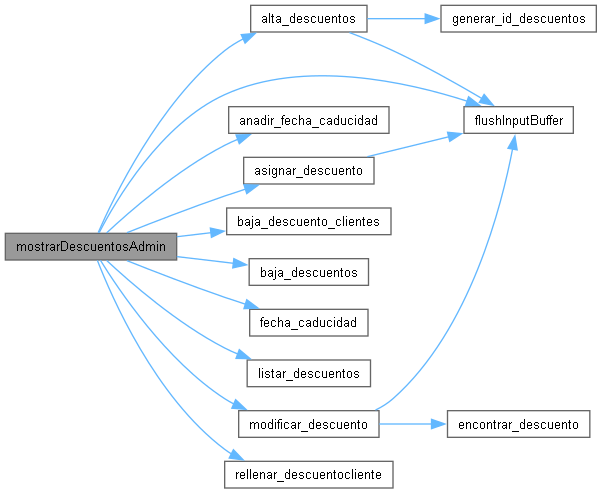 alta_descuentos
generar_id_descuentos
anadir_fecha_caducidad
flushInputBuffer
asignar_descuento
baja_descuento_clientes
mostrarDescuentosAdmin
baja_descuentos
fecha_caducidad
listar_descuentos
modificar_descuento
encontrar_descuento
rellenar_descuentocliente